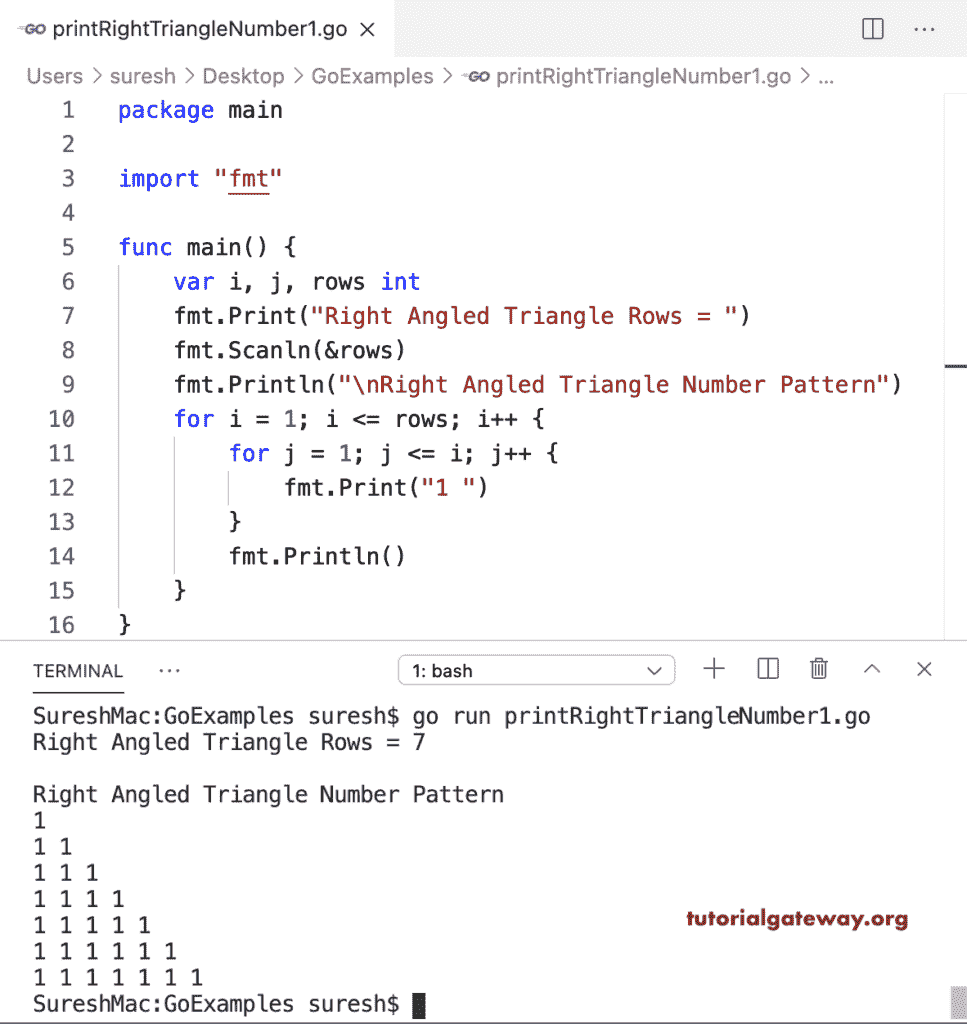 GO printRightTriangleNumber1.go
Users > suresh > Desktop > GoExamples > GO printRightTriangleNumber1.go > ...
1 package main
2
3 import "fmt"
4
5 func main() {
6     var i, j, rows int
7     fmt.Print("Right Angled Triangle Rows = ")
8     fmt.Scanln(&rows)
9     fmt.Println("\nRight Angled Triangle Number Pattern")
10     for i = 1; i <= rows; i++ {
11         for j = 1; j <= i; j++ {
12             fmt.Print("1 ")
13         }
14         fmt.Println()
15     }
16 }
TERMINAL ... 1: bash
SureshMac:GoExamples suresh$ go run printRightTriangleNumber1.go
Right Angled Triangle Rows = 7

Right Angled Triangle Number Pattern
1
1 1
1 1 1
1 1 1 1
1 1 1 1 1
1 1 1 1 1 1
1 1 1 1 1 1 1
SureshMac:GoExamples suresh$
tutorialgateway.org